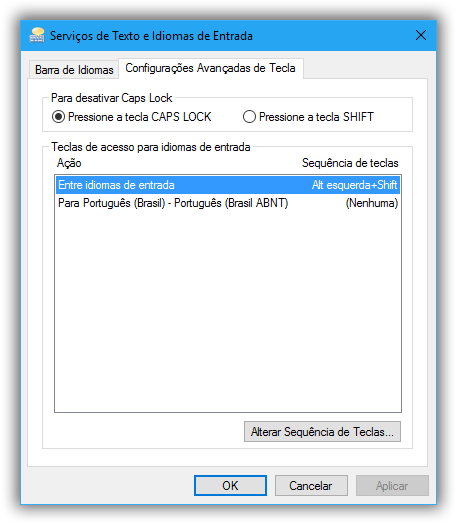 Serviços de Texto e Idiomas de Entrada
Barra de Idiomas Configurações Avançadas de Tecla
Para desativar Caps Lock
Pressione a tecla CAPS LOCK Pressione a tecla SHIFT
Teclas de acesso para idiomas de entrada
Ação Sequência de teclas
Entre idiomas de entrada Alt esquerda+Shift
Para Português (Brasil) - Português (Brasil ABNT) (Nenhuma)
Alterar Sequência de Teclas...
OK Cancelar Aplicar